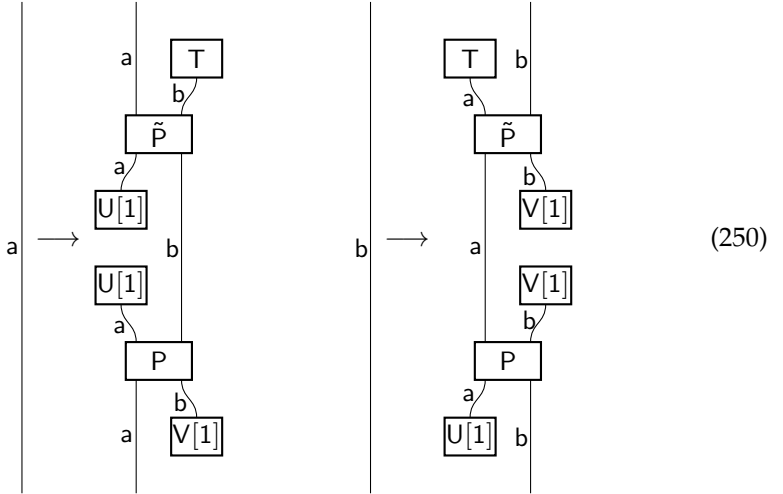 a T b T
b a
P̃ P̃
a b
U[1] V[1]
a → b b → a (250)
U[1] V[1]
a b
P P
b a
a V[1] U[1] b